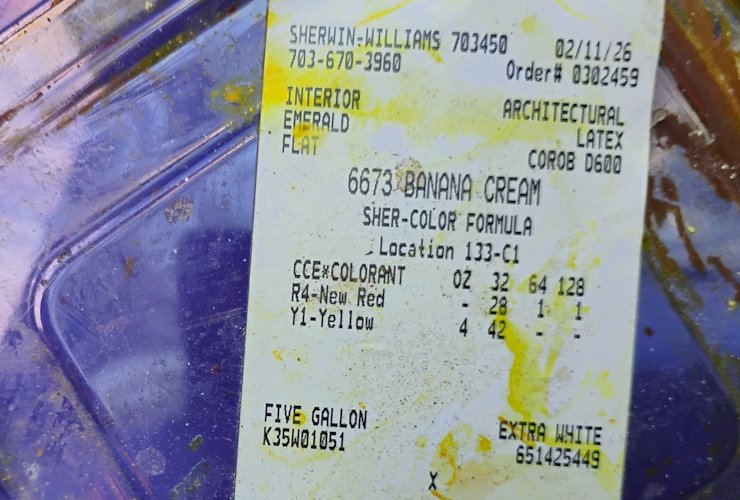 SHERWIN-WILLIAMS 703450 02/11/26
703-670-3960 Order# 0302459
INTERIOR ARCHITECTURAL
EMERALD LATEX
FLAT COROB D600
6673 BANANA CREAM
SHER-COLOR FORMULA
Location 133-C1
CCE*COLORANT OZ 32 64 128
R4-New Red - 28 1 1
Y1-Yellow 4 42 - -
FIVE GALLON EXTRA WHITE
K35W01051 651425449
X